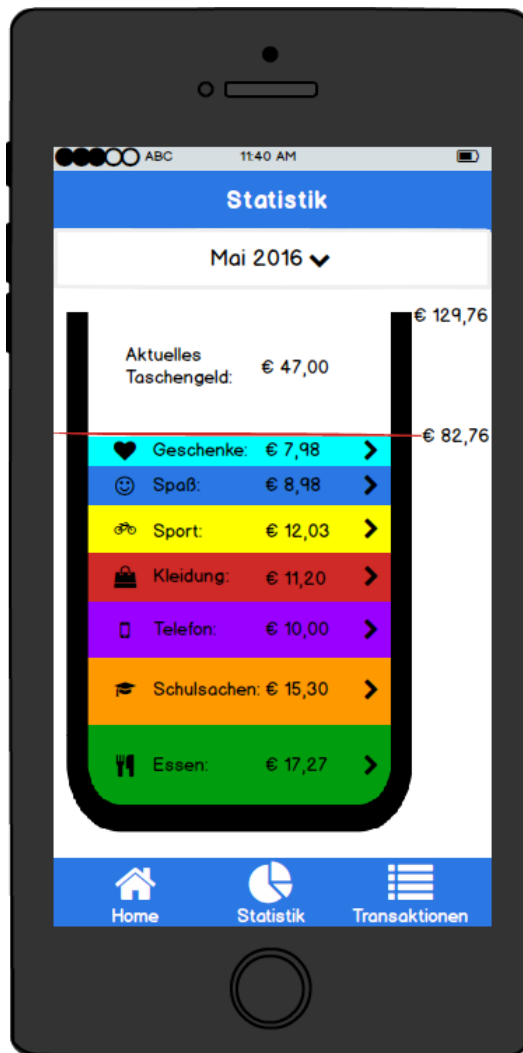 ABC 11:40 AM
Statistik
Mai 2016
€ 129,76
Aktuelles
Taschengeld: € 47,00
€ 82,76
Geschenke: € 7,98
Spaß: € 8,98
Sport: € 12,03
Kleidung: € 11,20
Telefon: € 10,00
Schulsachen: € 15,30
Essen: € 17,27
Home Statistik Transaktionen